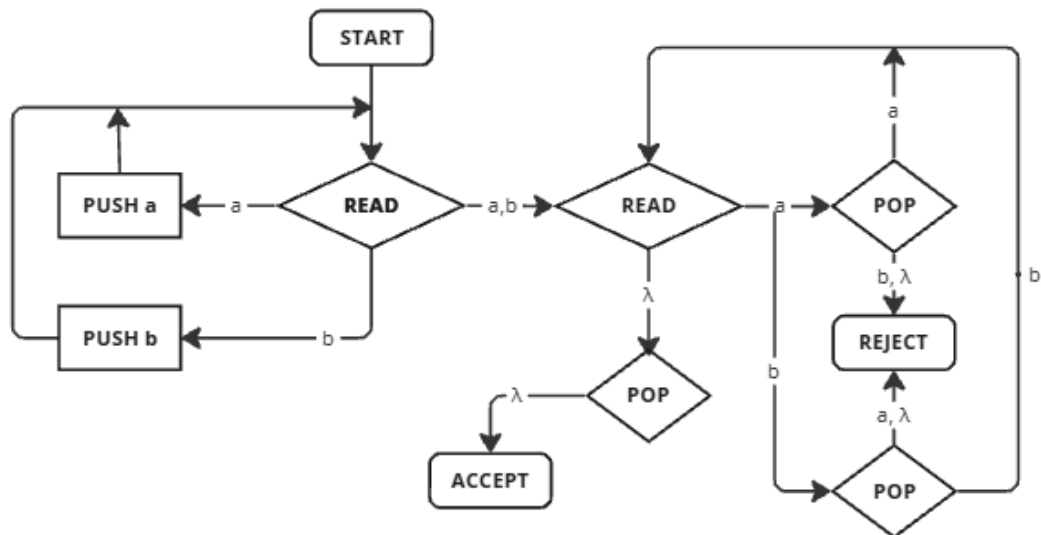 START
a
PUSH a
a
READ
a,b
READ
a
POP
b, λ
b
PUSH b
b
λ
REJECT
b
a, λ
λ
POP
ACCEPT
POP